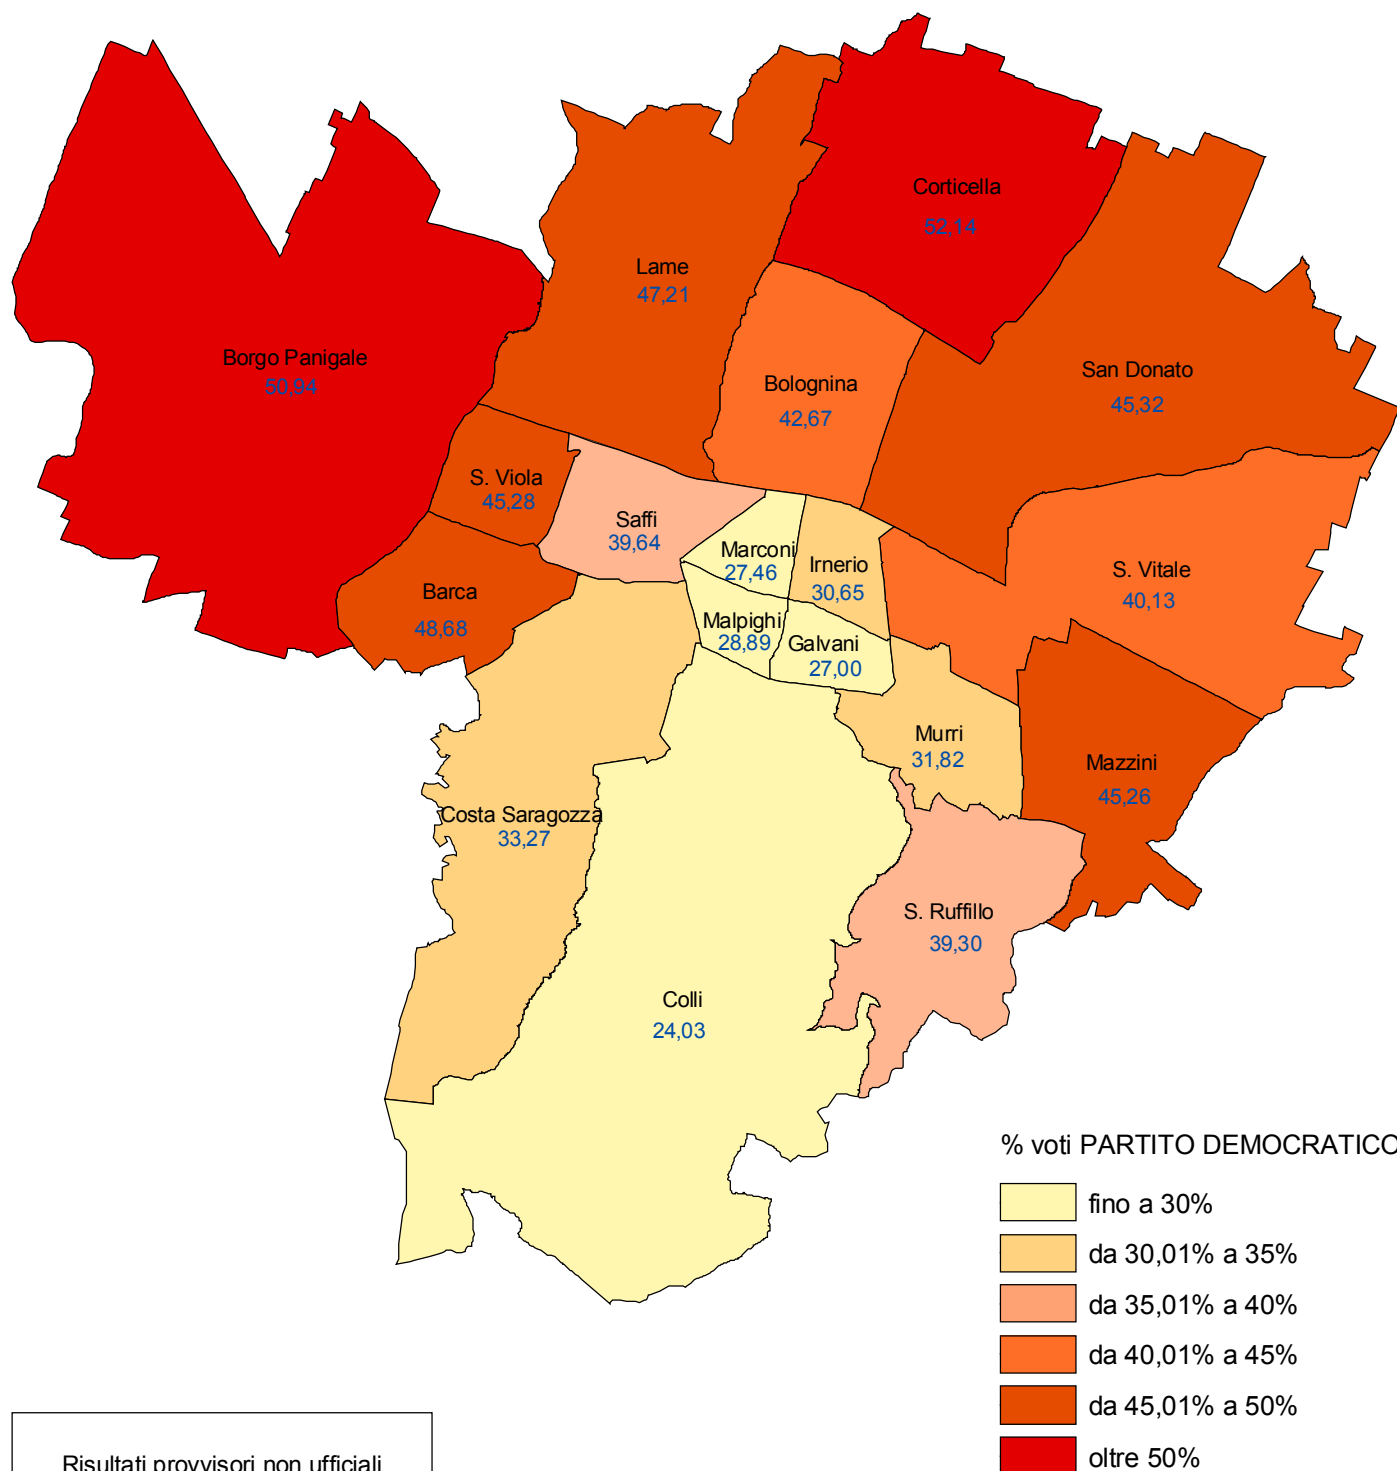 Corticella
52,14
Lame
47,21
Borgo Panigale
50,94
San Donato
45,32
Bolognina
42,67
S. Viola
45,28
Saffi
39,64
Marconi
27,46
Irnerio
30,65
S. Vitale
40,13
Barca
48,68
Malpighi
28,89
Galvani
27,00
Murri
31,82
Mazzini
45,26
Costa Saragozza
33,27
S. Ruffillo
39,30
Colli
24,03
% voti PARTITO DEMOCRATICO
fino a 30%
da 30,01% a 35%
da 35,01% a 40%
da 40,01% a 45%
da 45,01% a 50%
oltre 50%
Risultati provvisori non ufficiali